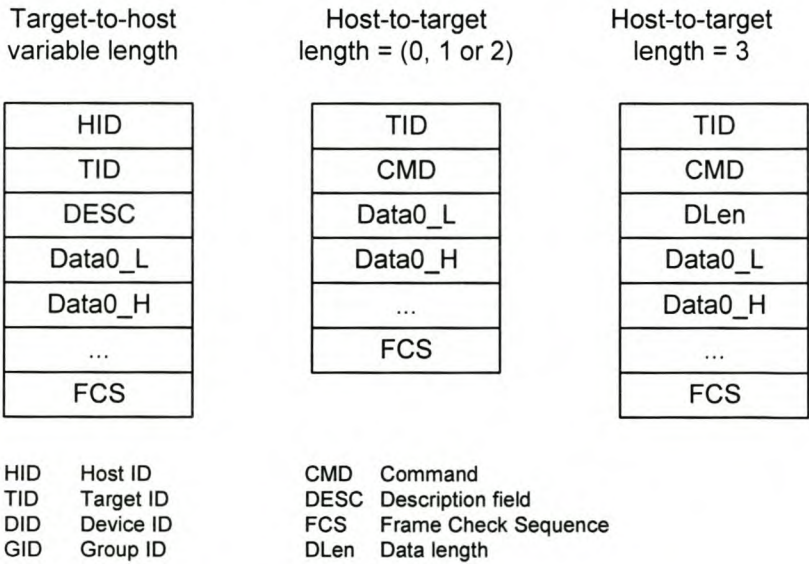 Target-to-host
variable length
HID
TID
DESC
Data0_L
Data0_H
...
FCS
Host-to-target
length = (0, 1 or 2)
TID
CMD
Data0_L
Data0_H
...
FCS
Host-to-target
length = 3
TID
CMD
DLen
Data0_L
Data0_H
...
FCS
HID Host ID
TID Target ID
DID Device ID
GID Group ID
CMD Command
DESC Description field
FCS Frame Check Sequence
DLen Data length